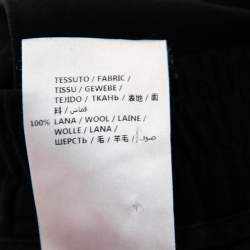 TESSUTO / FABRIC /
TISSU / GEWEBE /
TEJIDO / ТКАНЬ / 表地 / 面
料 / قماش /
100% LANA / WOOL / LAINE /
WOLLE / LANA /
ШЕРСТЬ / 毛 / 羊毛 / صوف